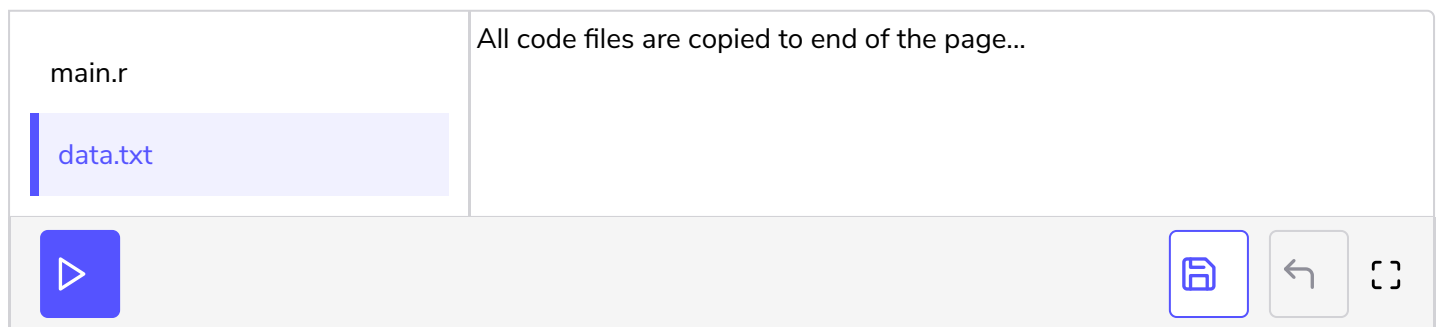 All code files are copied to end of the page...
main.r
data.txt